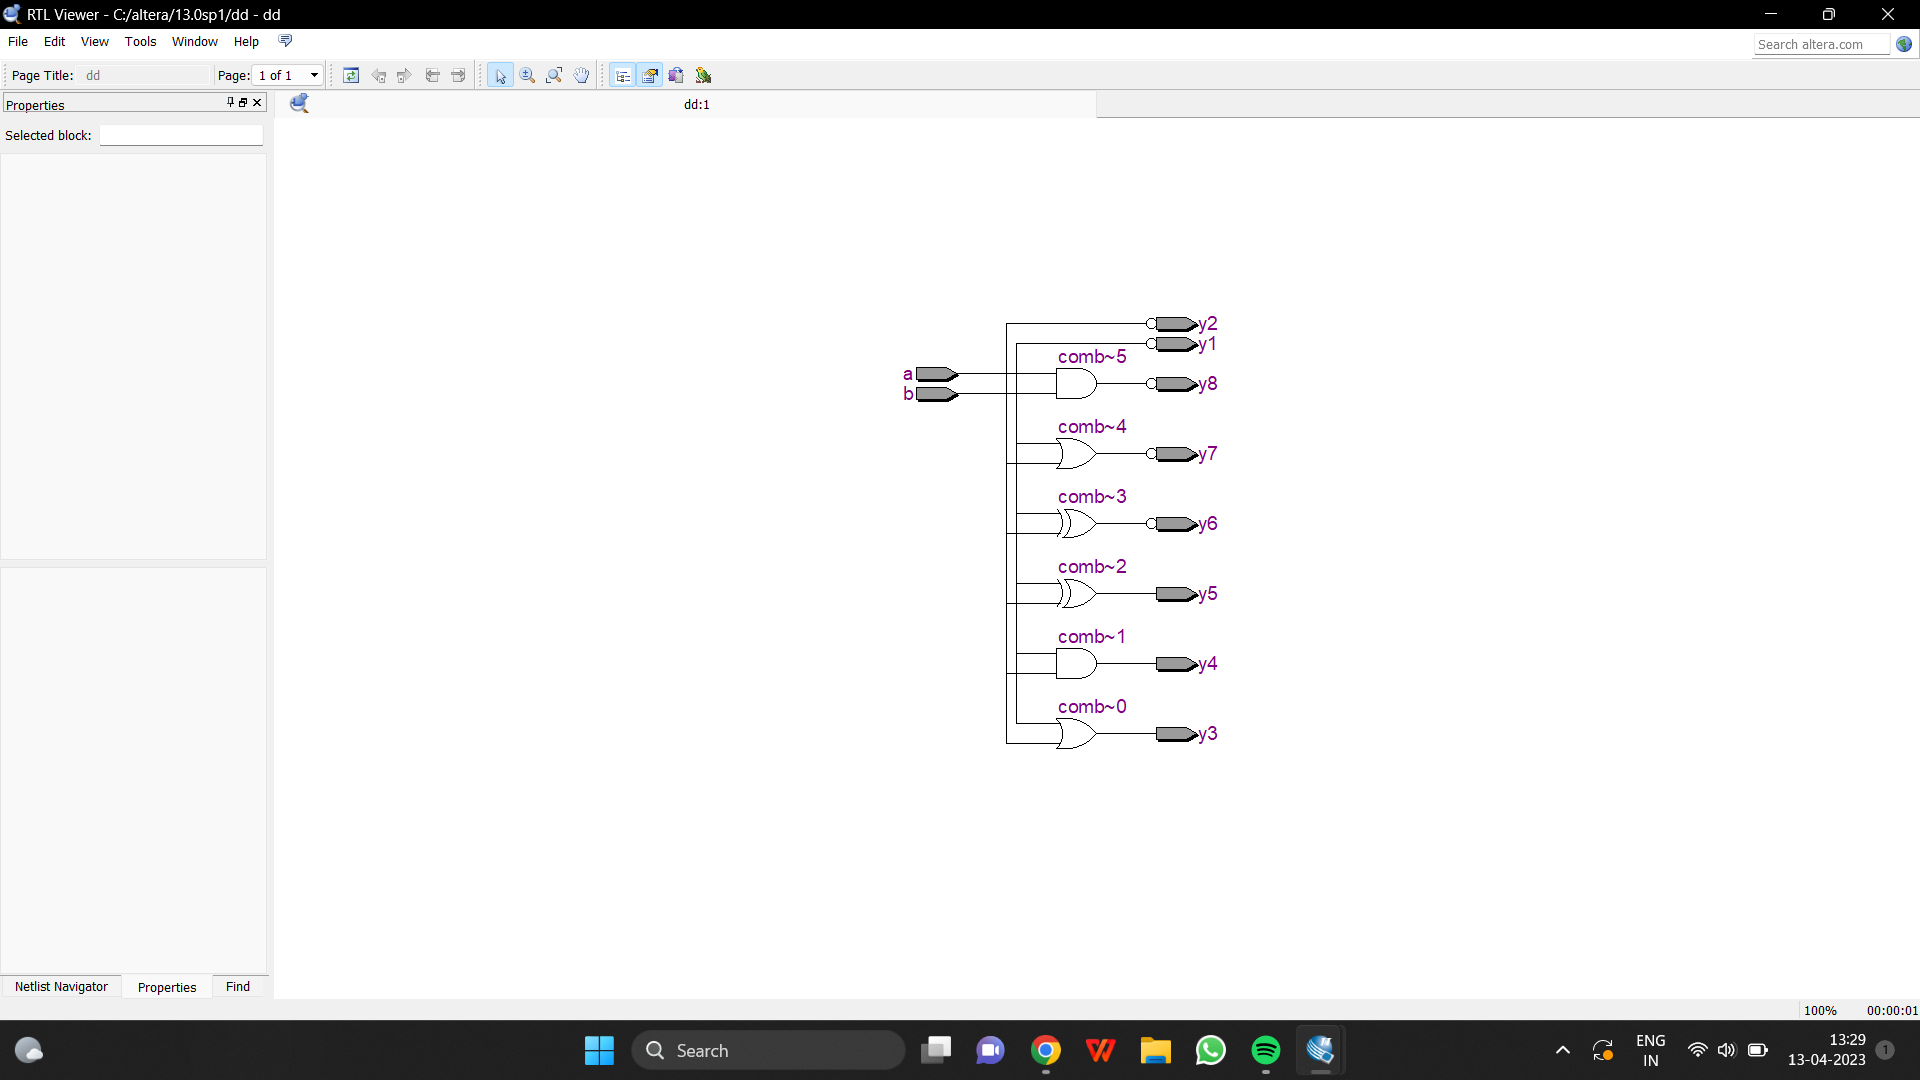 RTL Viewer - C:/altera/13.0sp1/dd - dd
File Edit View Tools Window Help
Search altera.com
Page Title: dd Page: 1 of 1
Properties
dd:1
Selected block:
y2
y1
comb~5
a
y8
b
comb~4
y7
comb~3
y6
comb~2
y5
comb~1
y4
comb~0
y3
Netlist Navigator Properties Find
100% 00:00:01
Search
ENG
IN
13:29
13-04-2023
1